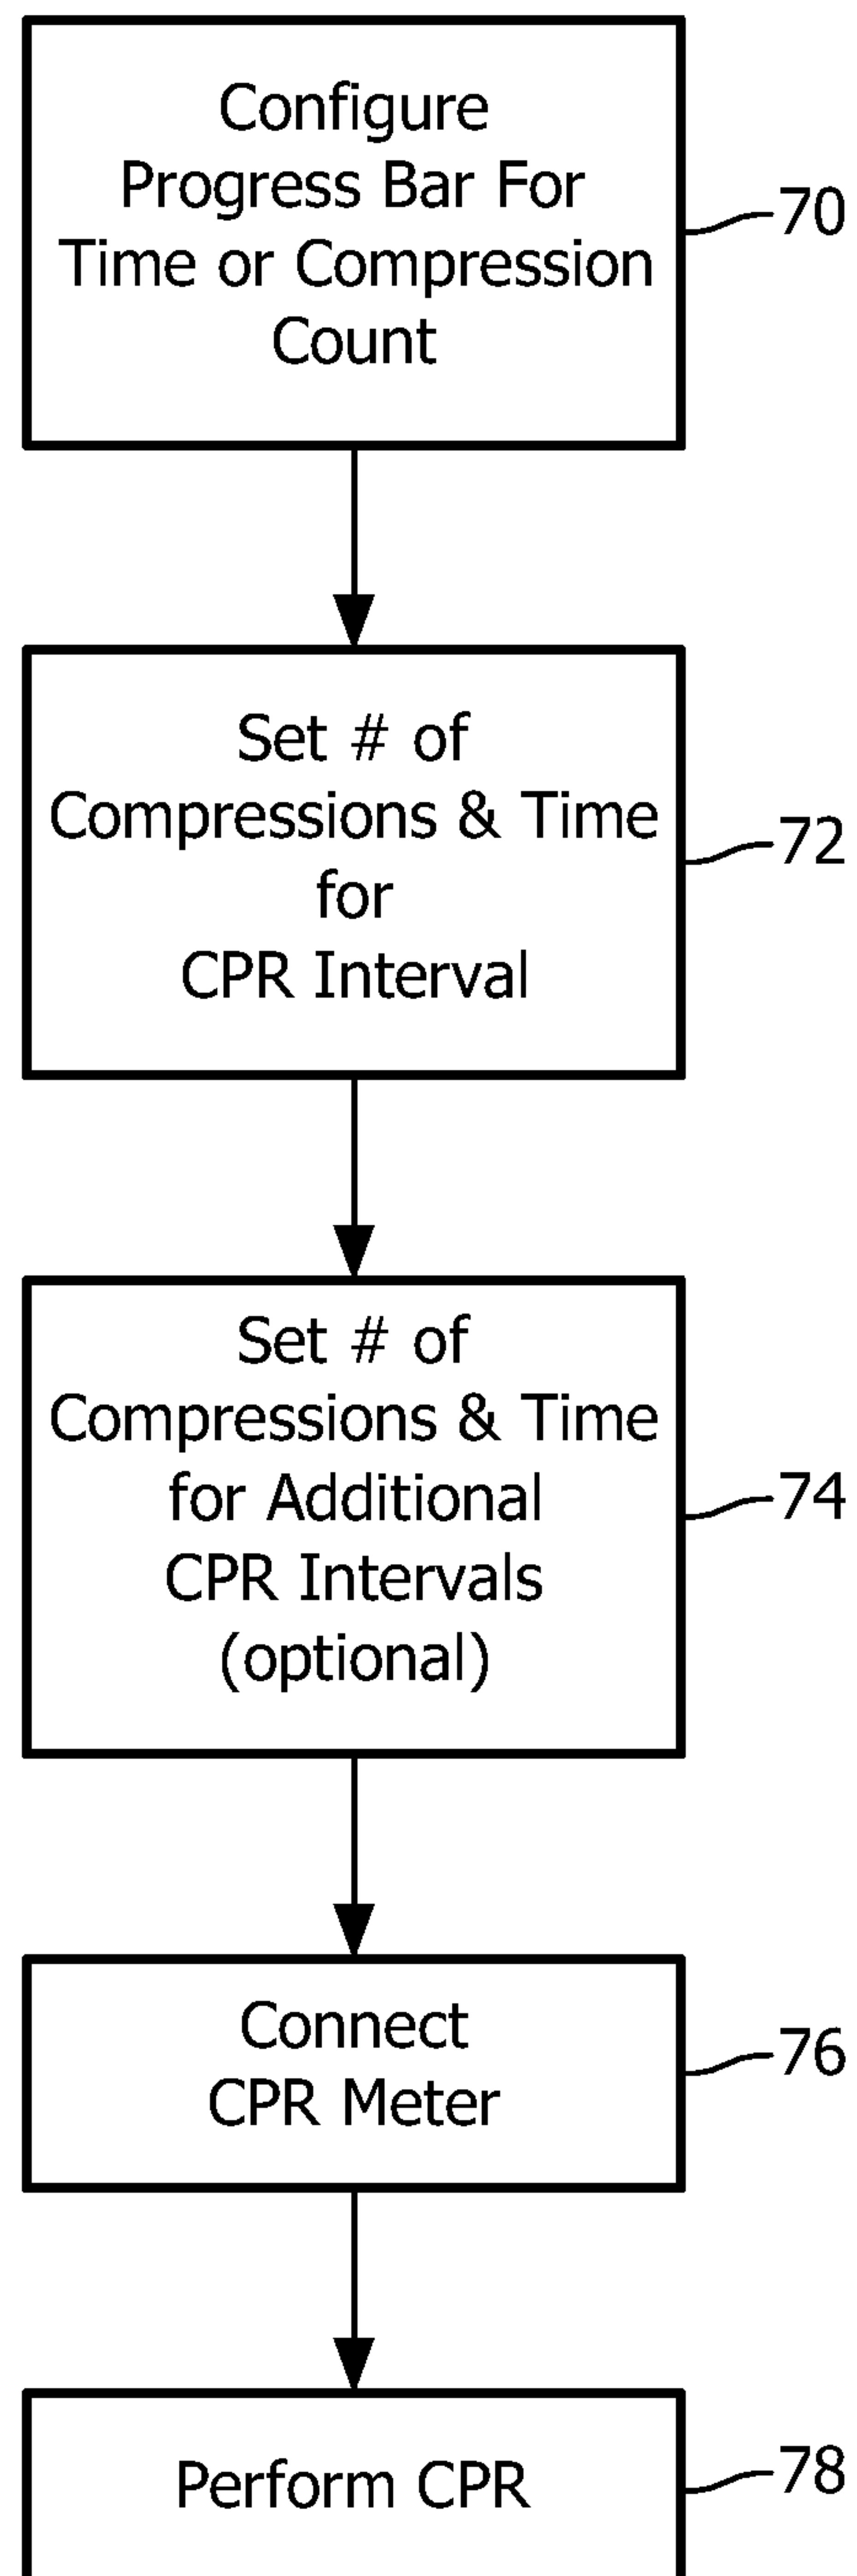 Configure
Progress Bar For
Time or Compression
Count
70
Set # of
Compressions & Time
for
CPR Interval
72
Set # of
Compressions & Time
for Additional
CPR Intervals
(optional)
74
Connect
CPR Meter
76
Perform CPR
78